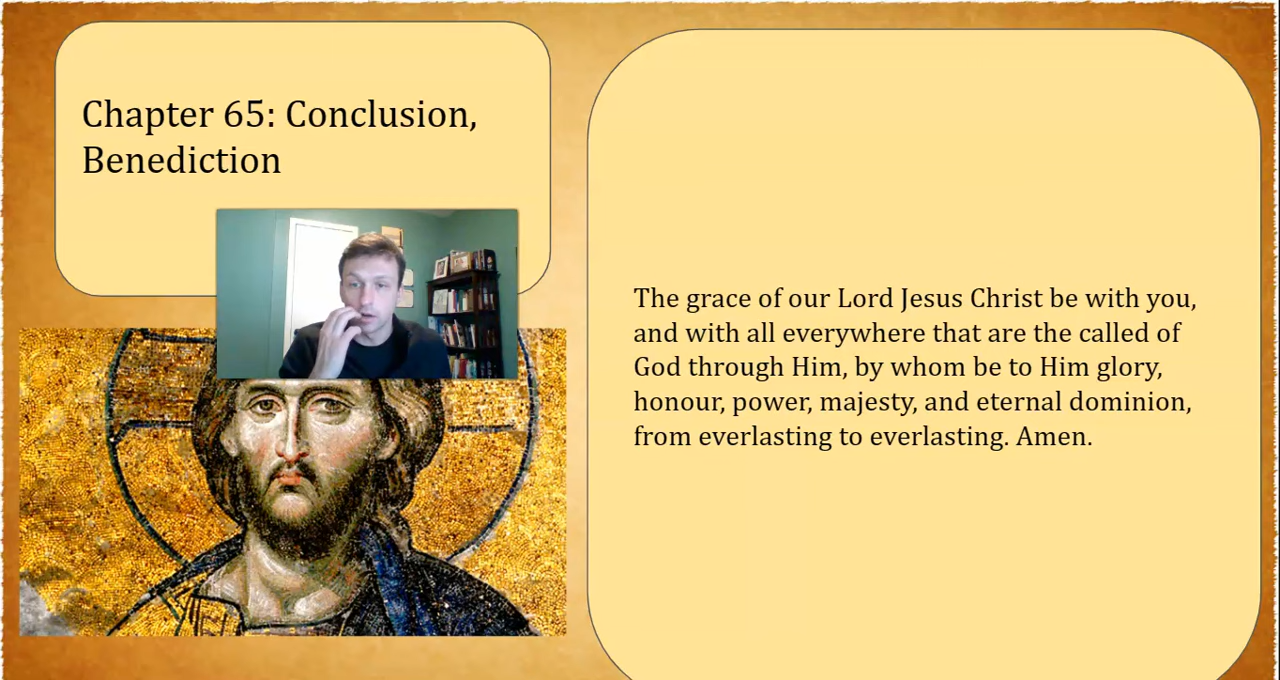 Chapter 65: Conclusion,
Benediction
The grace of our Lord Jesus Christ be with you,
and with all everywhere that are the called of
God through Him, by whom be to Him glory,
honour, power, majesty, and eternal dominion,
from everlasting to everlasting. Amen.